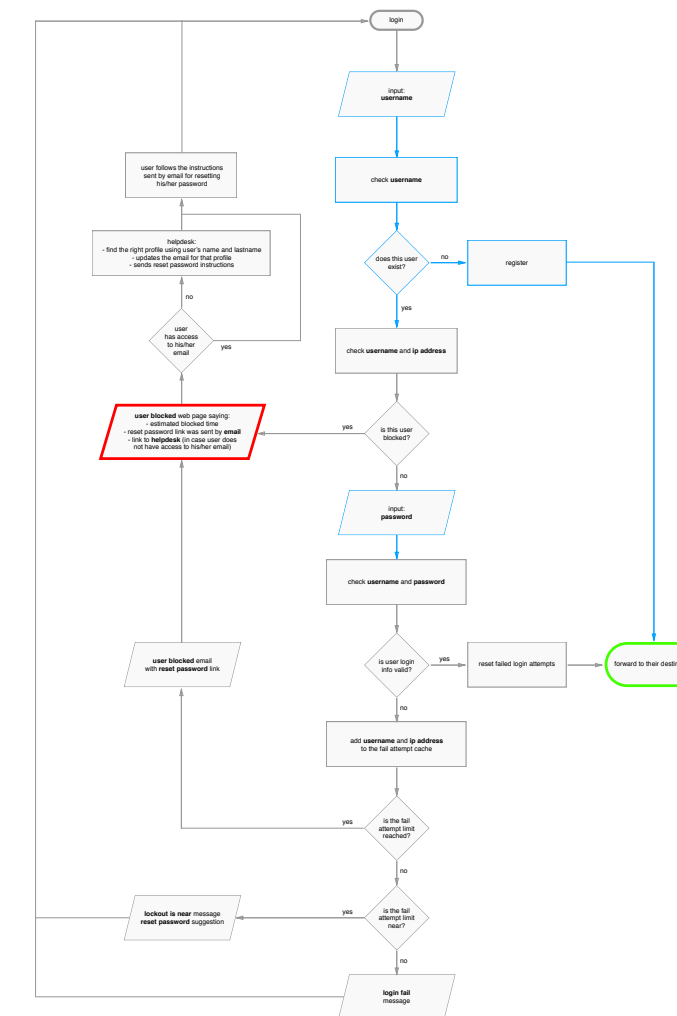 login
input:
username
user follows the instructions
sent by email for resetting
his/her password
check username
helpdesk:
- find the right profile using user's name and lastname
- updates the email for that profile
- sends reset password instructions
does this user
exist?
no
register
no
yes
user
has access
to his/her
email
yes
check username and ip address
user blocked web page saying:
- estimated blocked time
- reset password link was sent by email
- link to helpdesk (in case user does
not have access to his/her email)
yes
is this user
blocked?
no
input:
password
check username and password
user blocked email
with reset password link
is user login
info valid?
yes
reset failed login attempts
forward to their destin
no
add username and ip address
to the fail attempt cache
yes
is the fail
attempt limit
reached?
no
lockout is near message
reset password suggestion
yes
is the fail
attempt limit
near?
no
login fail
message